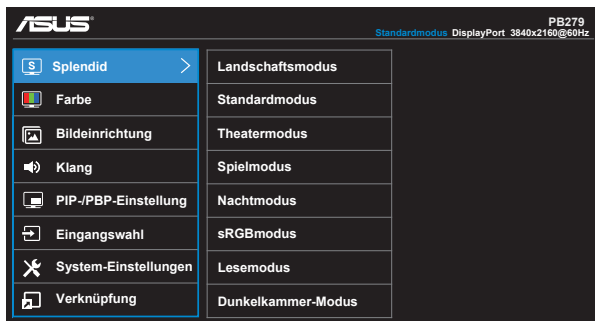 ASUS
PB279
Standardmodus DisplayPort 3840x2160@60Hz
S Splendid
Farbe
Bildeinrichtung
Klang
PIP-/PBP-Einstellung
Eingangswahl
System-Einstellungen
Verknüpfung
Landschaftsmodus
Standardmodus
Theatermodus
Spielmodus
Nachtmodus
sRGBmodus
Lesemodus
Dunkelkammer-Modus